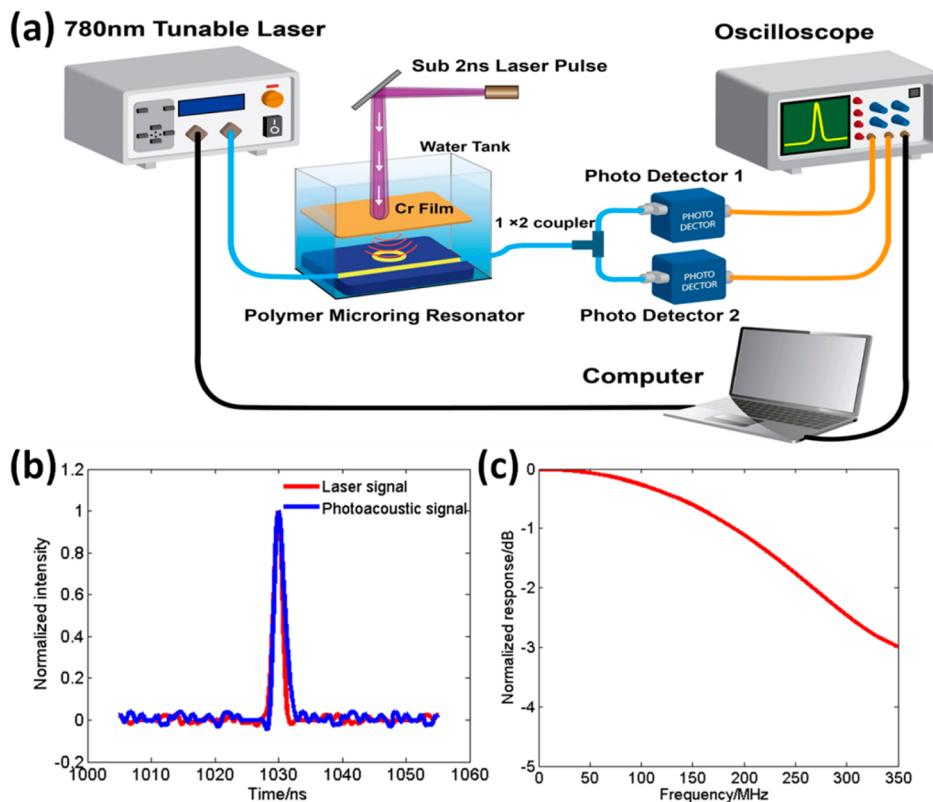 (a)
780nm Tunable Laser
Oscilloscope
Sub 2ns Laser Pulse
Water Tank
Cr Film
Photo Detector 1
1 ×2 coupler
PHOTO
DECTOR
PHOTO
DECTOR
Polymer Microring Resonator
Photo Detector 2
Computer
(b)
1.2
1
0.8
0.6
0.4
0.2
0
-0.2
Normalized intensity
Laser signal
Photoacoustic signal
1000
1010
1020
1030
1040
1050
1060
Time/ns
(c)
0
-1
-2
-3
-4
-5
Normalized response/dB
0
50
100
150
200
250
300
350
Frequency/MHz